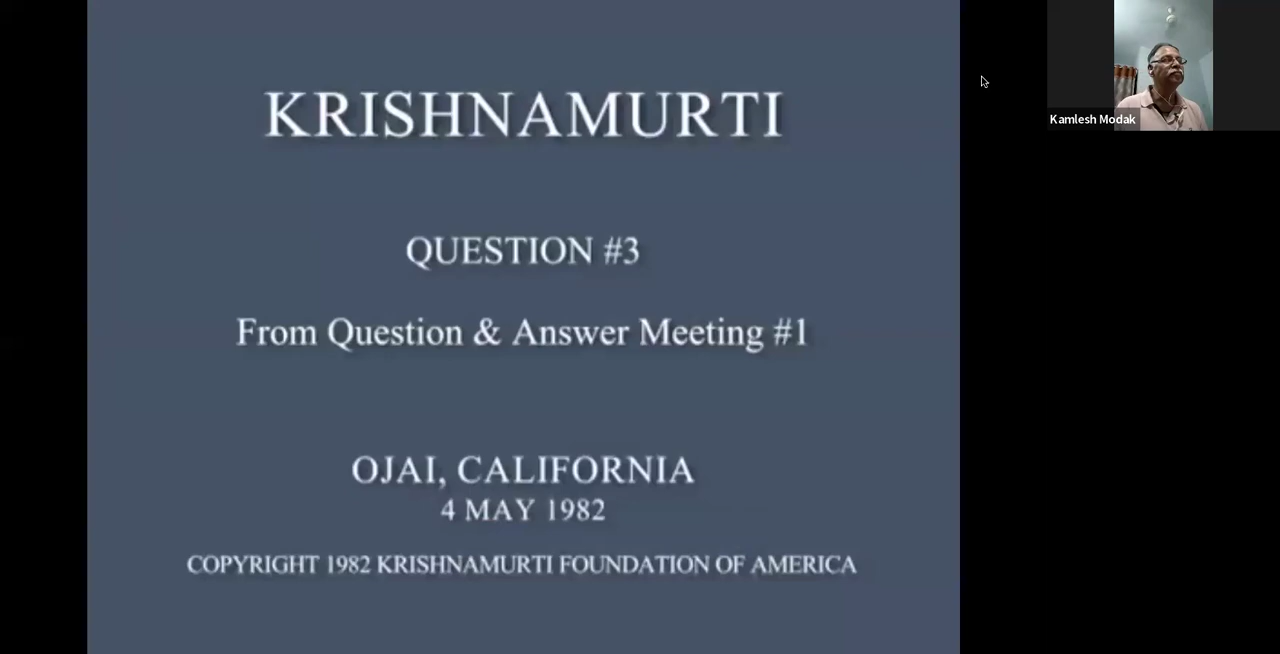 KRISHNAMURTI
QUESTION #3
From Question & Answer Meeting #1
OJAI, CALIFORNIA
4 MAY 1982
COPYRIGHT 1982 KRISHNAMURTI FOUNDATION OF AMERICA
Kamlesh Modak